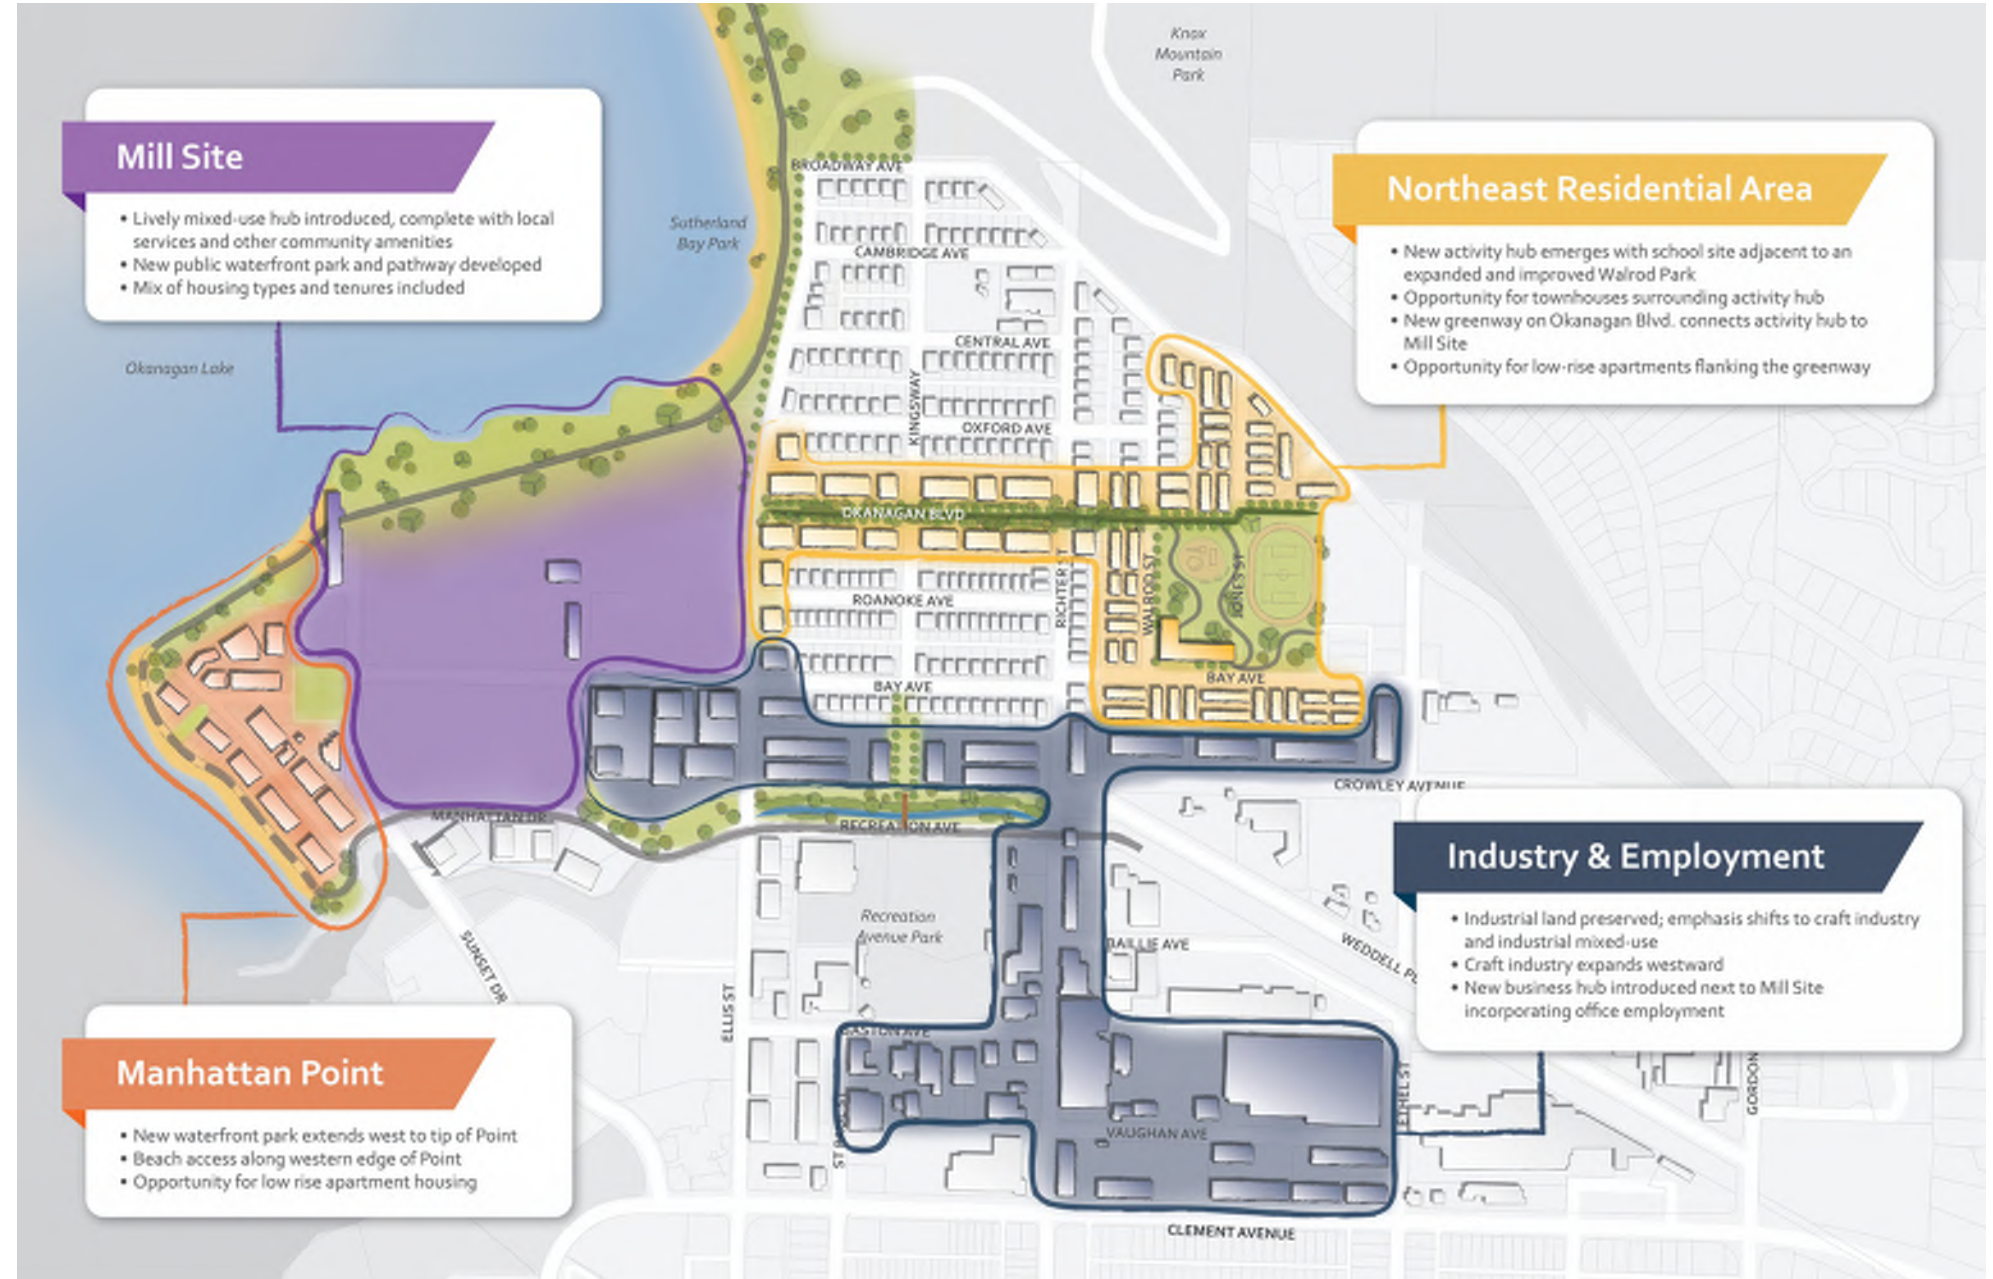 Knox
Mountain
Park
Mill Site
• Lively mixed-use hub introduced, complete with local
services and other community amenities
• New public waterfront park and pathway developed
• Mix of housing types and tenures included
Northeast Residential Area
• New activity hub emerges with school site adjacent to an
expanded and improved Walrod Park
• Opportunity for townhouses surrounding activity hub
• New greenway on Okanagan Blvd. connects activity hub to
Mill Site
• Opportunity for low-rise apartments flanking the greenway
BROADWAY AVE
Sutherland
Bay Park
CAMBRIDGE AVE
CENTRAL AVE
Okanagan Lake
KINGSWAY
OXFORD AVE
OKANAGAN BLVD
RICHTER ST
WALROD ST
JONES ST
ROANOKE AVE
BAY AVE
BAY AVE
CROWLEY AVENUE
MANHATTAN DR
RECREATION AVE
Industry & Employment
• Industrial land preserved; emphasis shifts to craft industry
and industrial mixed-use
• Craft industry expands westward
• New business hub introduced next to Mill Site
incorporating office employment
Recreation
Avenue Park
BAILLIE AVE
WEDDELL
SUNSET DR
ELLIS ST
GASTON AVE
Manhattan Point
• New waterfront park extends west to tip of Point
• Beach access along western edge of Point
• Opportunity for low rise apartment housing
ST
ETHEL ST
GORDON
VAUGHAN AVE
CLEMENT AVENUE